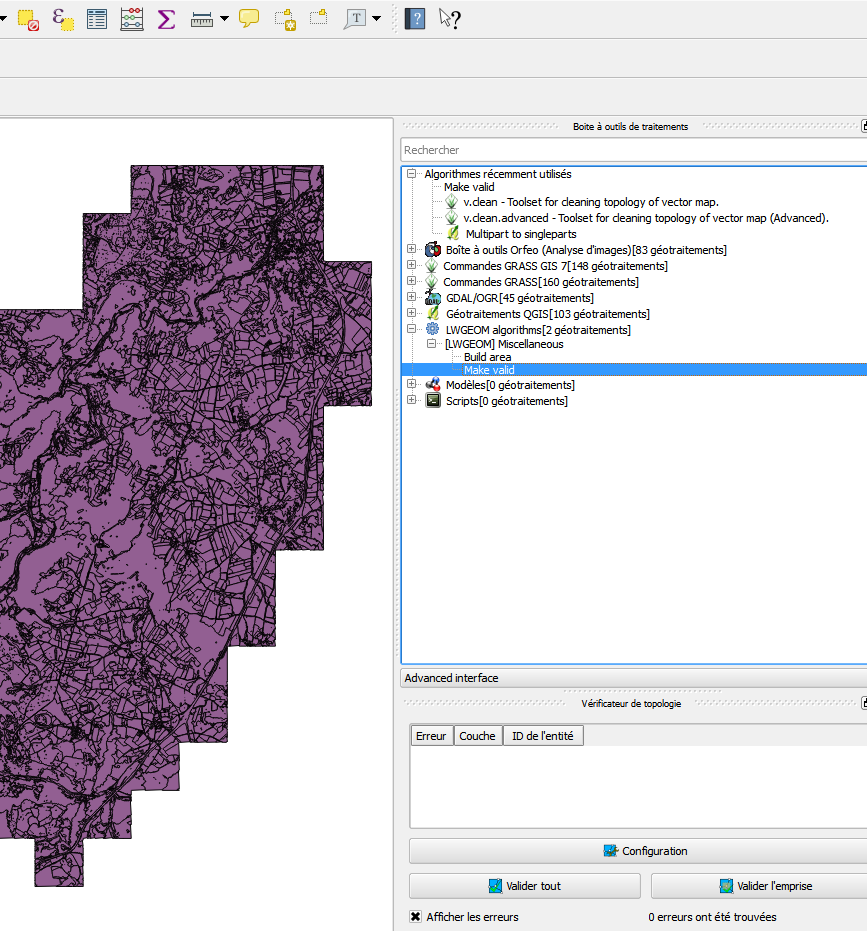 Boite à outils de traitements
Rechercher
Algorithmes récemment utilisés
Make valid
v.clean - Toolset for cleaning topology of vector map.
v.clean.advanced - Toolset for cleaning topology of vector map (Advanced).
Multipart to singleparts
Boîte à outils Orfeo (Analyse d'images)[83 géotraitements]
Commandes GRASS GIS 7[148 géotraitements]
Commandes GRASS[160 géotraitements]
GDAL/OGR[45 géotraitements]
Géotraitements QGIS[103 géotraitements]
LWGEOM algorithms[2 géotraitements]
[LWGEOM] Miscellaneous
Build area
Make valid
Modèles[0 géotraitements]
Scripts[0 géotraitements]
Advanced interface
Vérificateur de topologie
Erreur Couche ID de l'entité
Configuration
Valider tout Valider l'emprise
Afficher les erreurs 0 erreurs ont été trouvées